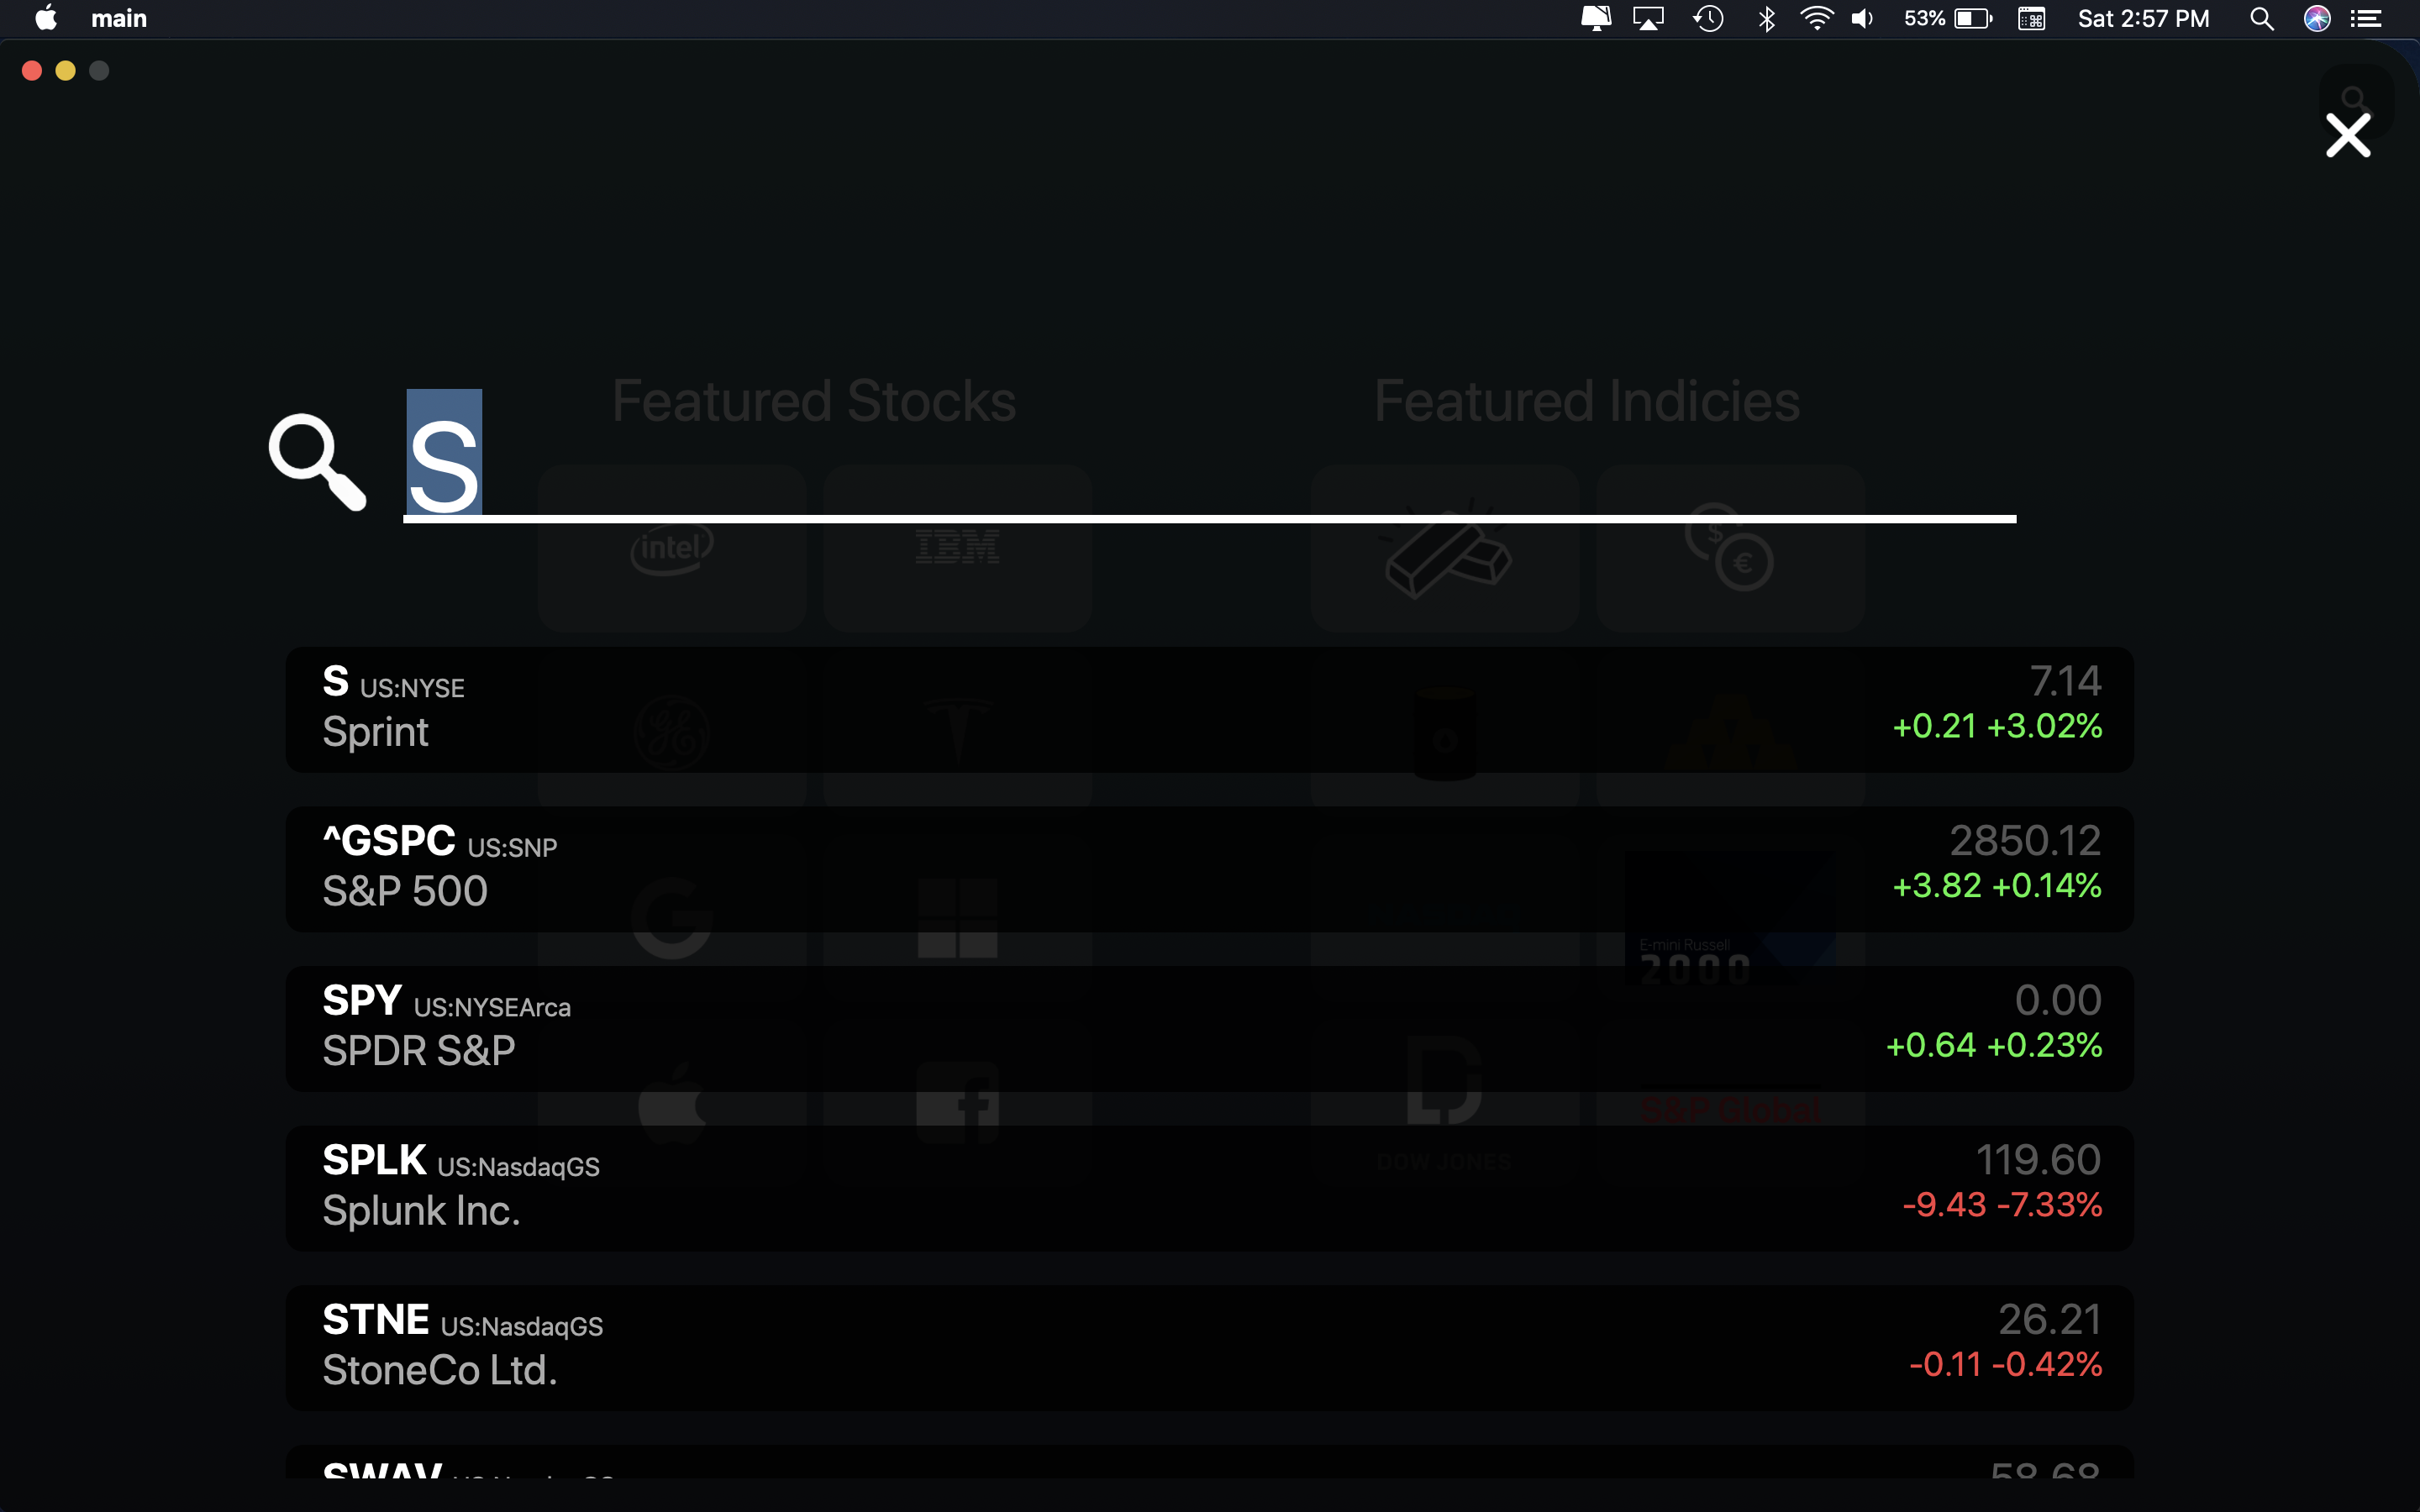 main
53%
Sat 2:57 PM
Featured Stocks
Featured Indicies
S
intel
IBM
$
€
S US:NYSE
7.14
Sprint
+0.21 +3.02%
^GSPC US:SNP
2850.12
S&P 500
+3.82 +0.14%
E-mini Russell
2000
SPY US:NYSEArca
0.00
SPDR S&P
+0.64 +0.23%
S&P Global
SPLK US:NasdaqGS
119.60
DOW JONES
Splunk Inc.
-9.43 -7.33%
STNE US:NasdaqGS
26.21
StoneCo Ltd.
-0.11 -0.42%
SWAV
58.68